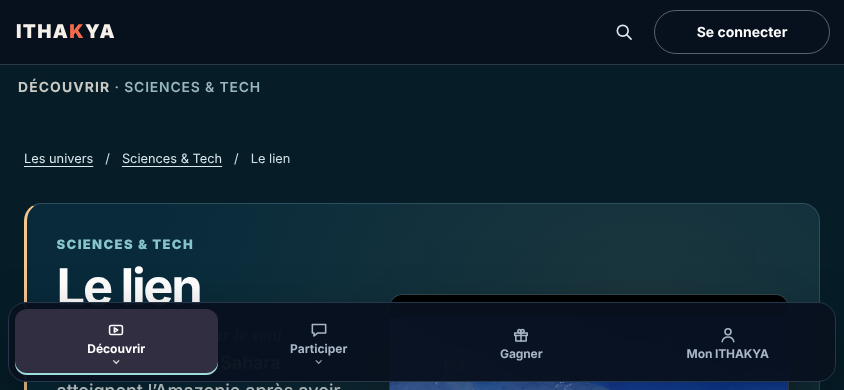 ITHAKYA
Se connecter
DÉCOUVRIR · SCIENCES & TECH
Les univers / Sciences & Tech / Le lien
SCIENCES & TECH
Le lien
Découvrir
Participer
Gagner
Mon ITHAKYA
Sahara
atteignent l'Amazonie après avoir